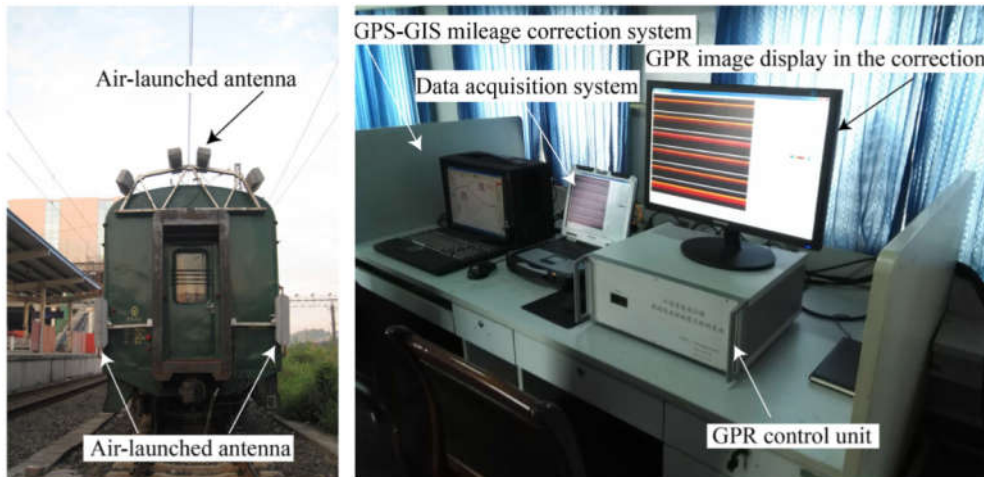 Air-launched antenna
Air-launched antenna
GPS-GIS mileage correction system
Data acquisition system
GPR image display in the correction
GPR control unit